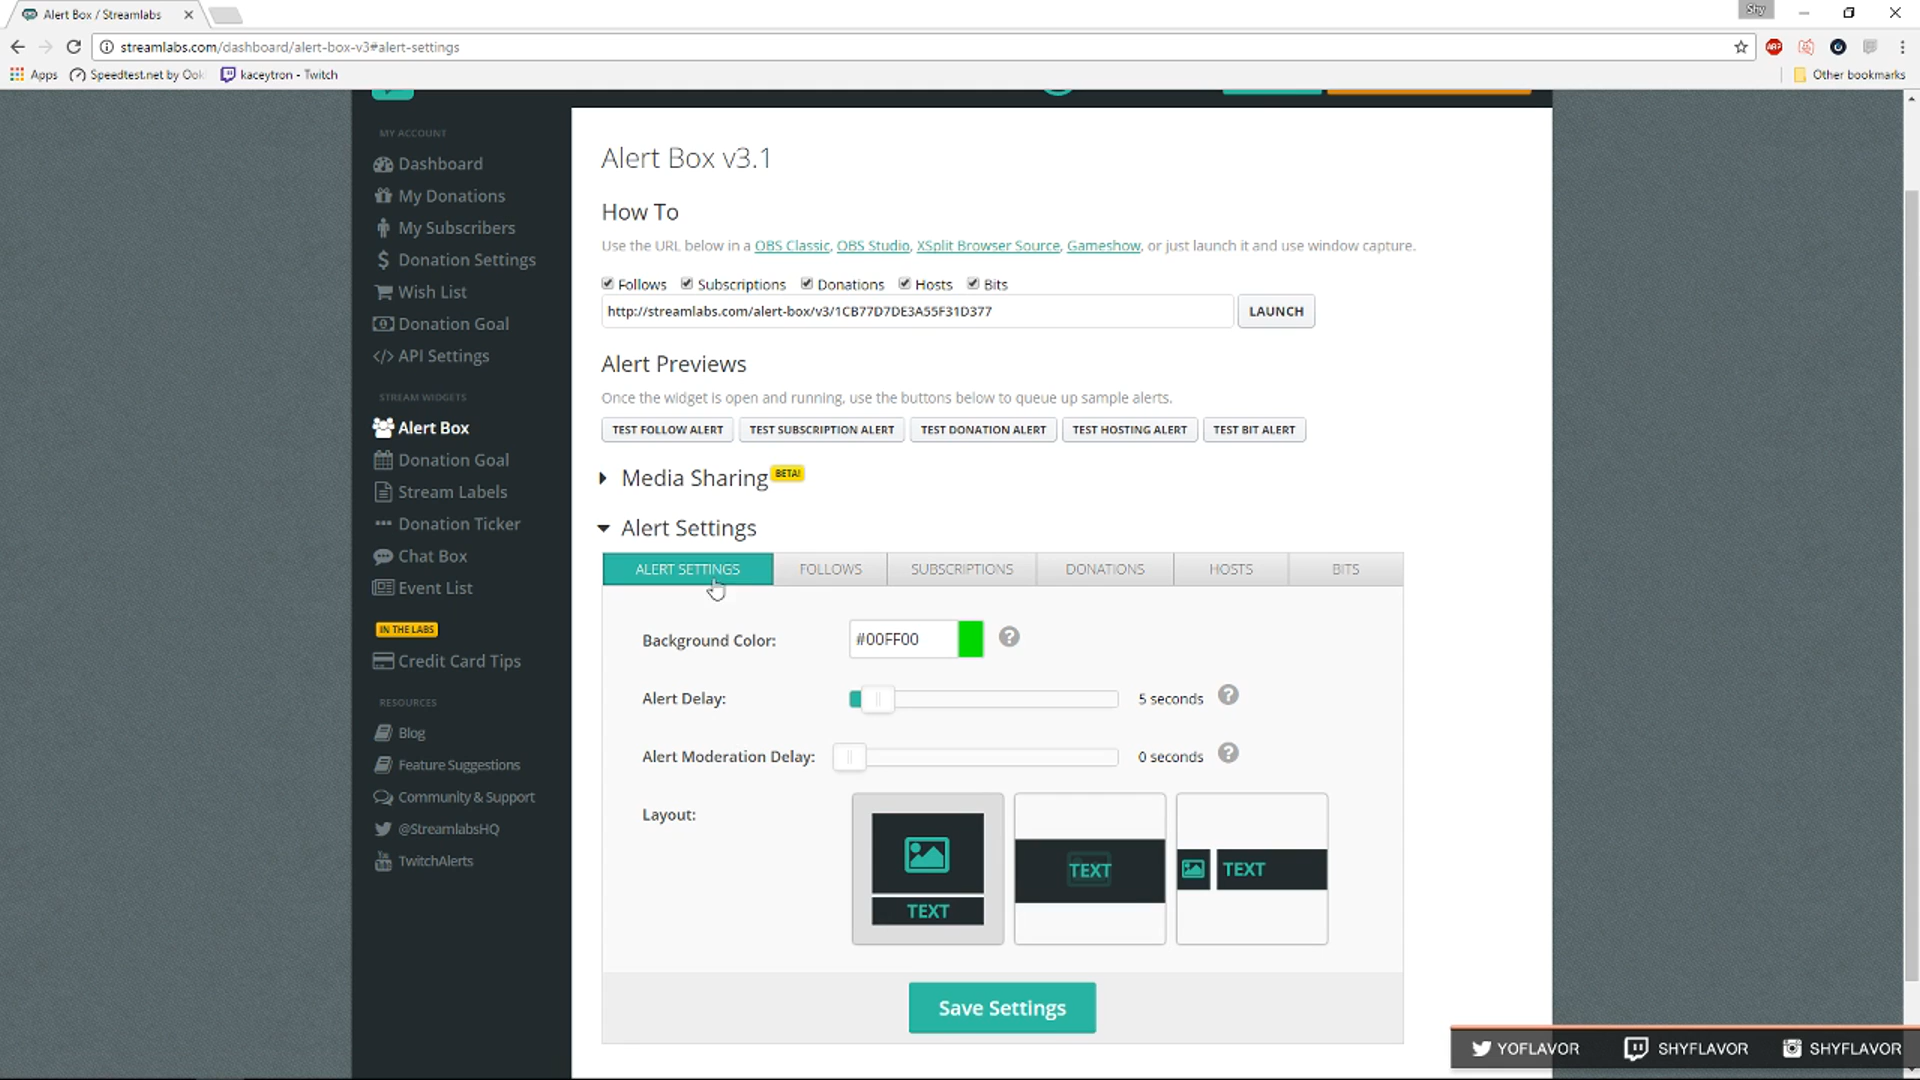 Alert Box / Streamlabs
Shy
streamlabs.com/dashboard/alert-box-v3#alert-settings
ABP
Apps
Speedtest.net by Ook
kaceytron - Twitch
Other bookmarks
MY ACCOUNT
Dashboard
My Donations
My Subscribers
Donation Settings
Wish List
Donation Goal
API Settings
STREAM WIDGETS
Alert Box
Donation Goal
Stream Labels
Donation Ticker
Chat Box
Event List
IN THE LABS
Credit Card Tips
RESOURCES
Blog
Feature Suggestions
Community & Support
@StreamlabsHQ
TwitchAlerts
Alert Box v3.1
How To
Use the URL below in a OBS Classic, OBS Studio, XSplit Browser Source, Gameshow, or just launch it and use window capture.
Follows Subscriptions Donations Hosts Bits
http://streamlabs.com/alert-box/v3/1CB77D7DE3A55F31D377
LAUNCH
Alert Previews
Once the widget is open and running, use the buttons below to queue up sample alerts.
TEST FOLLOW ALERT TEST SUBSCRIPTION ALERT TEST DONATION ALERT TEST HOSTING ALERT TEST BIT ALERT
Media Sharing BETA!
Alert Settings
ALERT SETTINGS FOLLOWS SUBSCRIPTIONS DONATIONS HOSTS BITS
Background Color: #00FF00 ?
Alert Delay: 5 seconds ?
Alert Moderation Delay: 0 seconds ?
Layout:
TEXT
TEXT
TEXT
Save Settings
YOFLAVOR SHYFLAVOR SHYFLAVOR